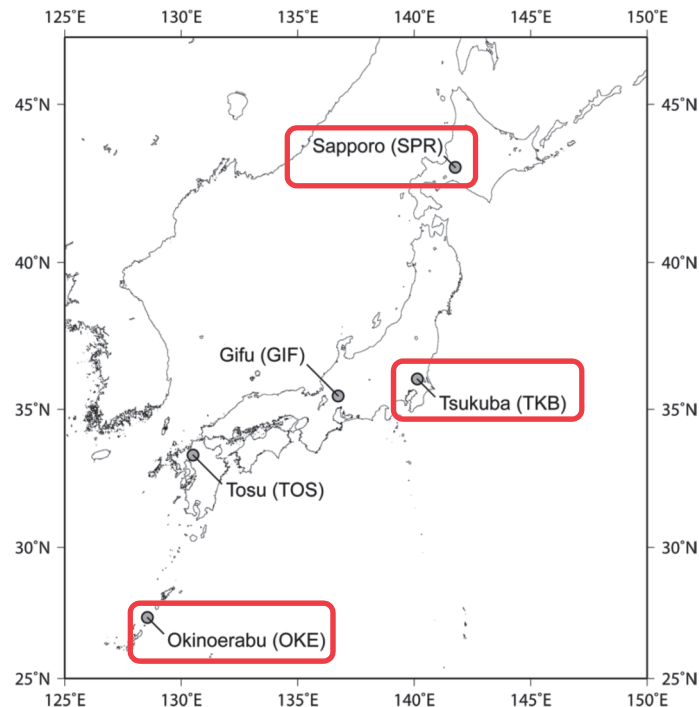 125˚E 130˚E 135˚E 140˚E 145˚E 150˚E
45˚N 45˚N
Sapporo (SPR)
40˚N 40˚N
Gifu (GIF)
35˚N 35˚N
Tsukuba (TKB)
Tosu (TOS)
30˚N 30˚N
Okinoerabu (OKE)
25˚N 25˚N
125˚E 130˚E 135˚E 140˚E 145˚E 150˚E